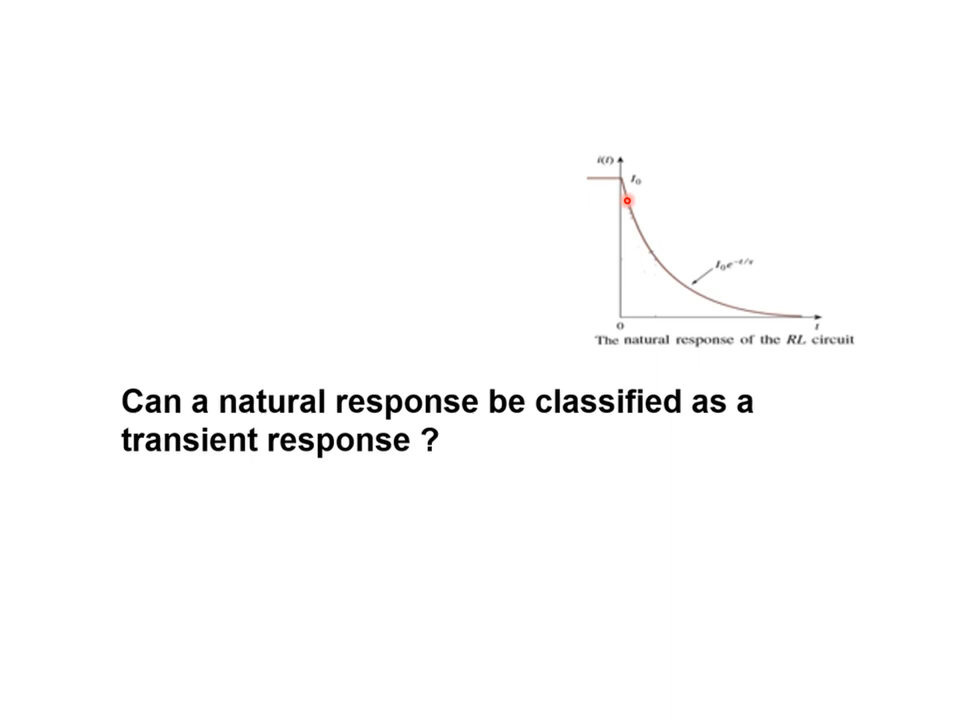 i(t)
I₀
I₀e⁻ᵗ/ᵗ
0
t
The natural response of the RL circuit
Can a natural response be classified as a
transient response ?